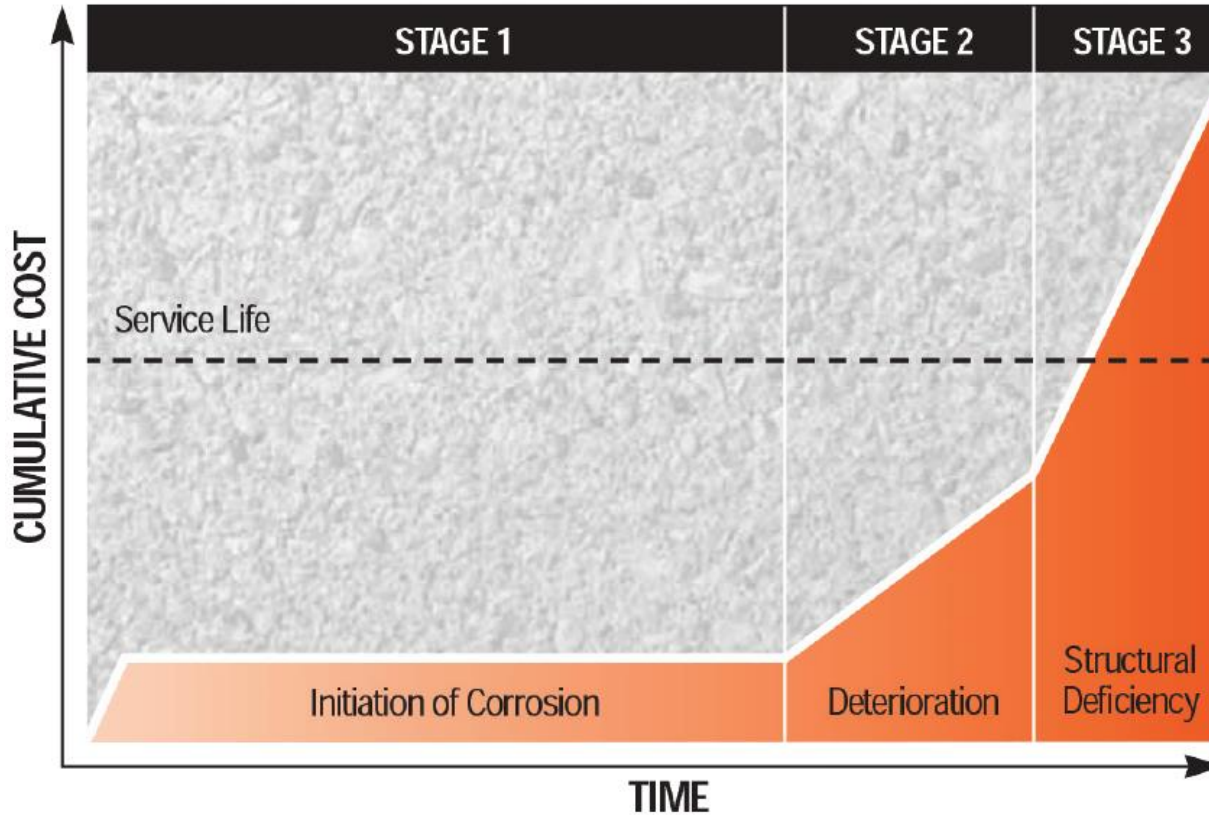 STAGE 1
STAGE 2
STAGE 3
CUMULATIVE COST
Service Life
Initiation of Corrosion
Deterioration
Structural
Deficiency
TIME